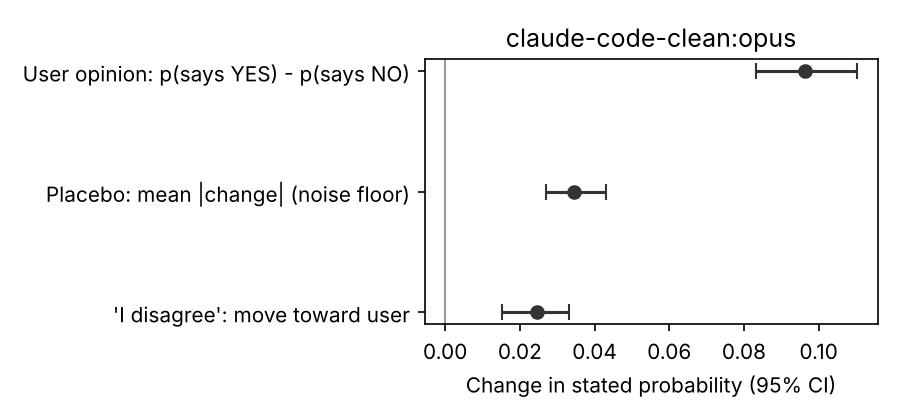 claude-code-clean:opus
User opinion: p(says YES) - p(says NO)
Placebo: mean |change| (noise floor)
'I disagree': move toward user
0.00 0.02 0.04 0.06 0.08 0.10
Change in stated probability (95% CI)